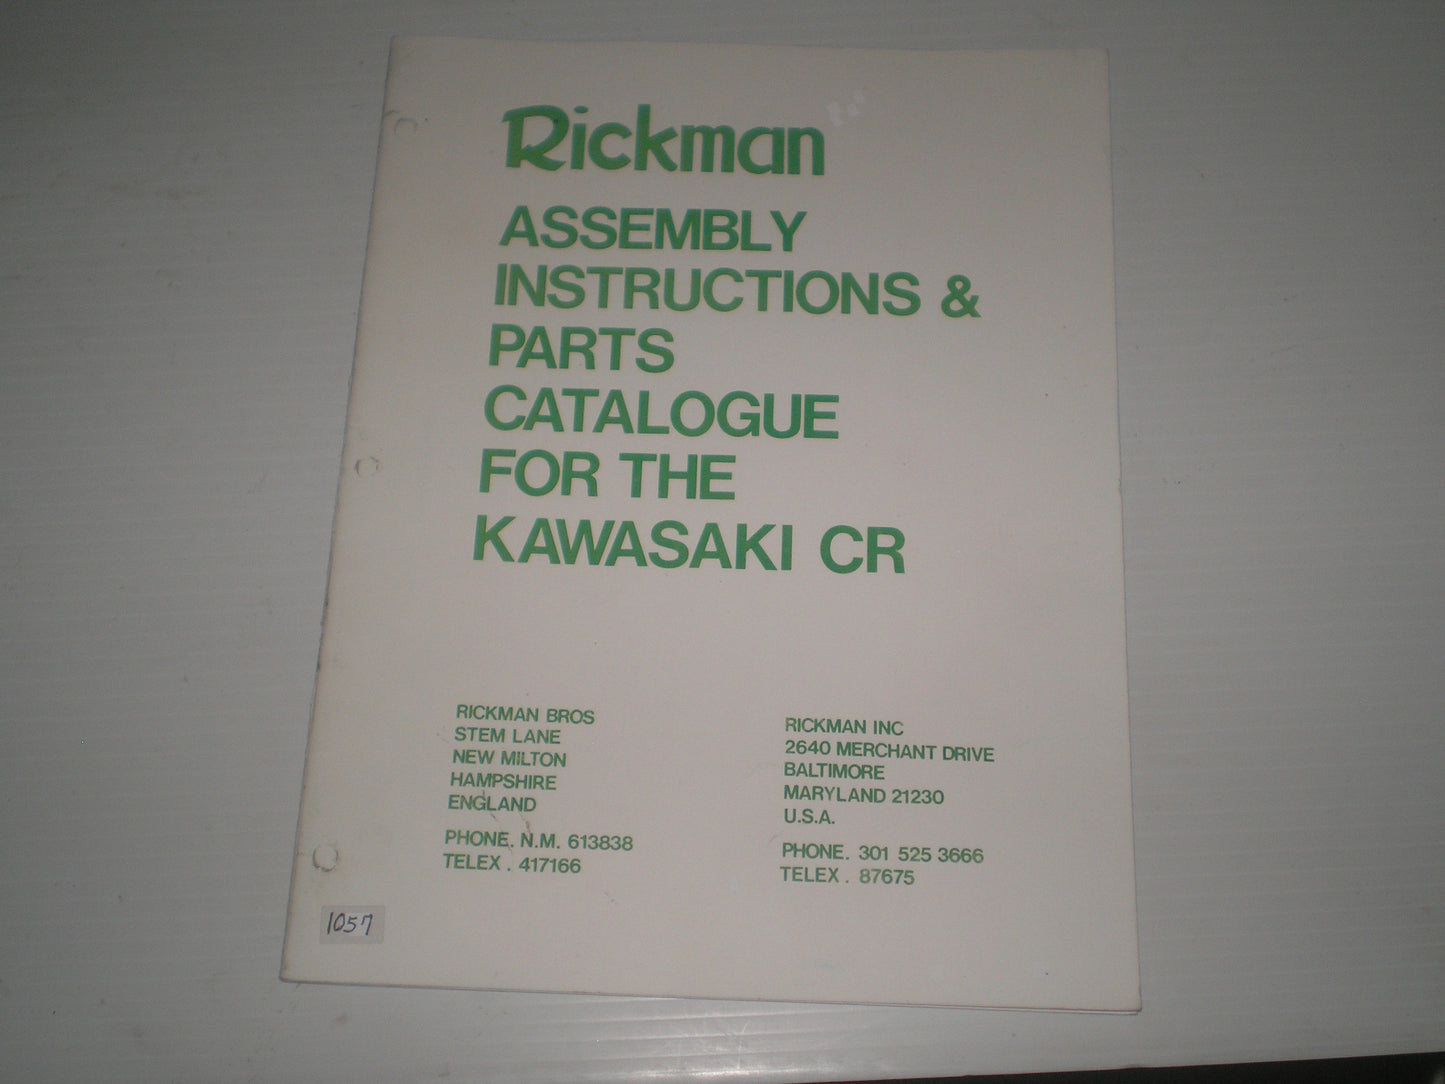 Rickman
ASSEMBLY
INSTRUCTIONS &
PARTS
CATALOGUE
FOR THE
KAWASAKI CR
RICKMAN BROS
STEM LANE
NEW MILTON
HAMPSHIRE
ENGLAND
PHONE. N.M. 613838
TELEX . 417166
RICKMAN INC
2640 MERCHANT DRIVE
BALTIMORE
MARYLAND 21230
U.S.A.
PHONE. 301 525 3666
TELEX . 87675
1057